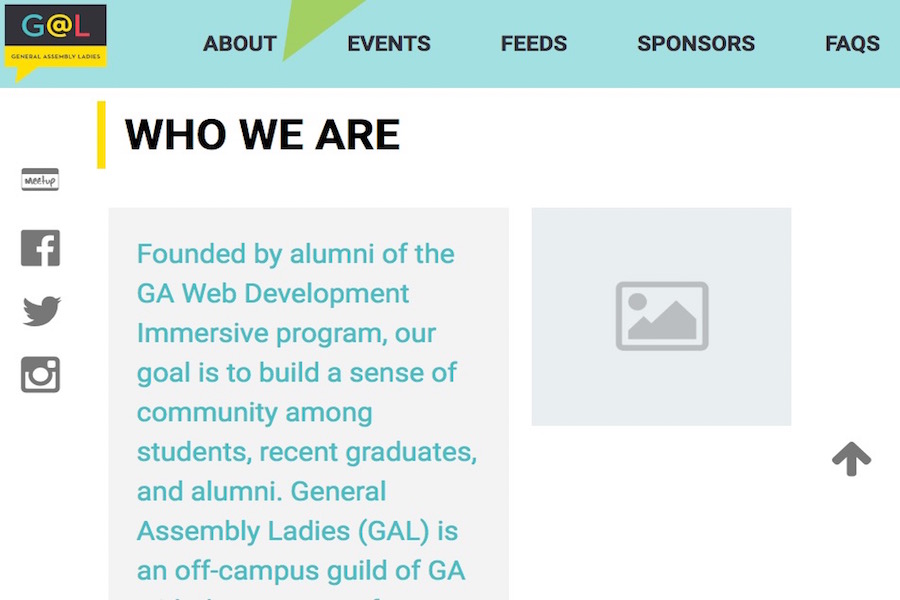 G@L
GENERAL ASSEMBLY LADIES
ABOUT EVENTS FEEDS SPONSORS FAQS
WHO WE ARE
meetup
Founded by alumni of the
GA Web Development
Immersive program, our
goal is to build a sense of
community among
students, recent graduates,
and alumni. General
Assembly Ladies (GAL) is
an off-campus guild of GA